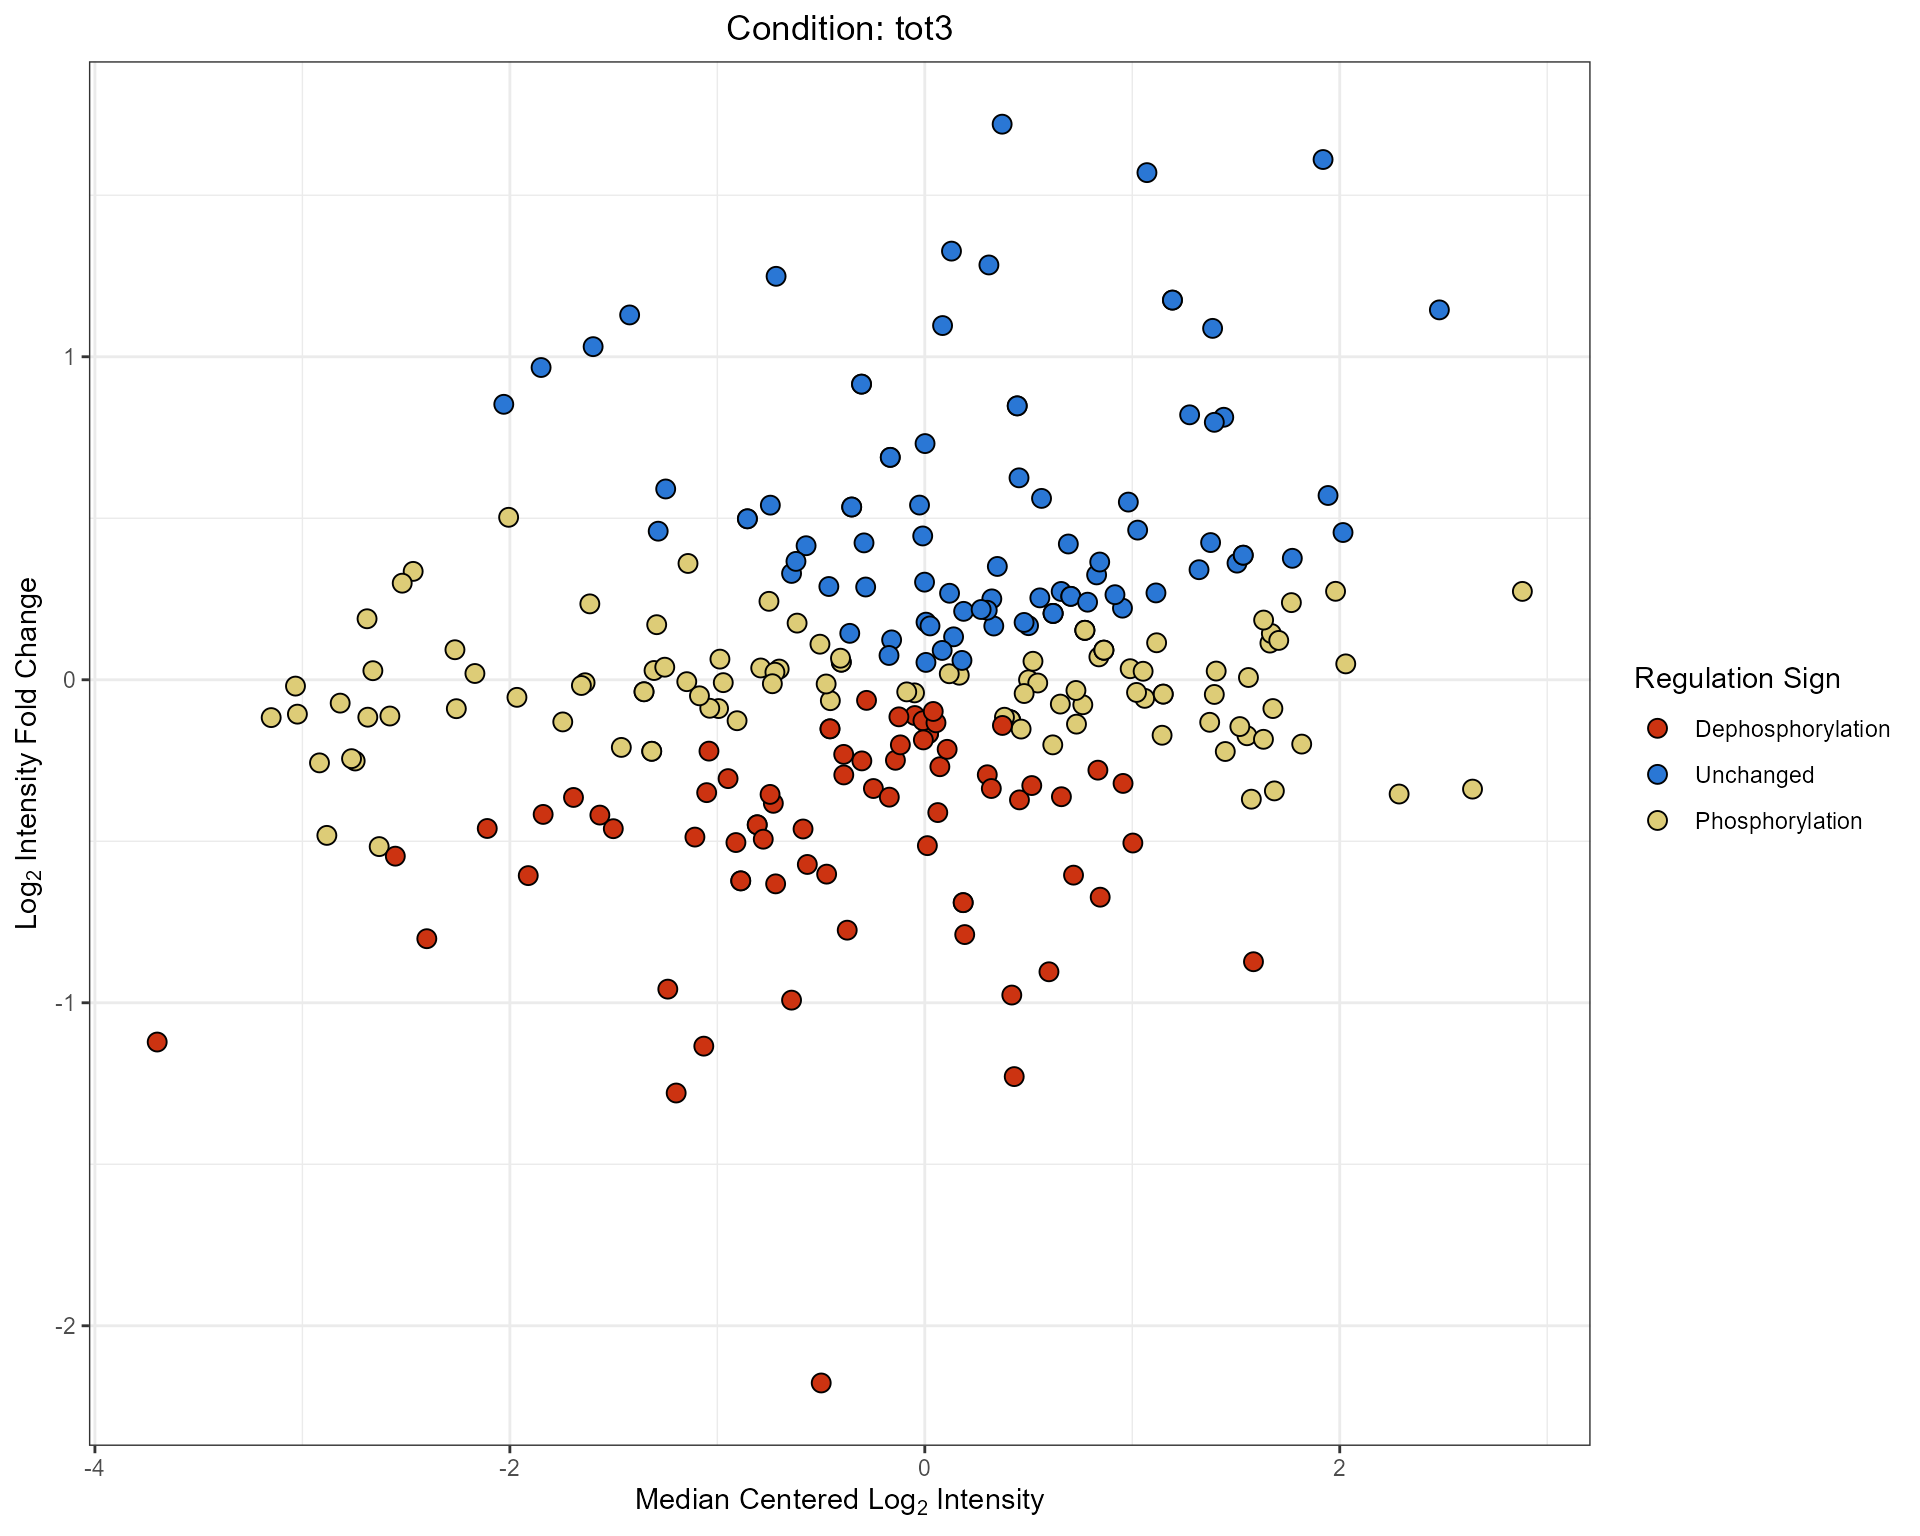 Condition: tot3
Log2 Intensity Fold Change
1
0
-1
-2
-4
-2
0
2
Median Centered Log2 Intensity
Regulation Sign
Dephosphorylation
Unchanged
Phosphorylation